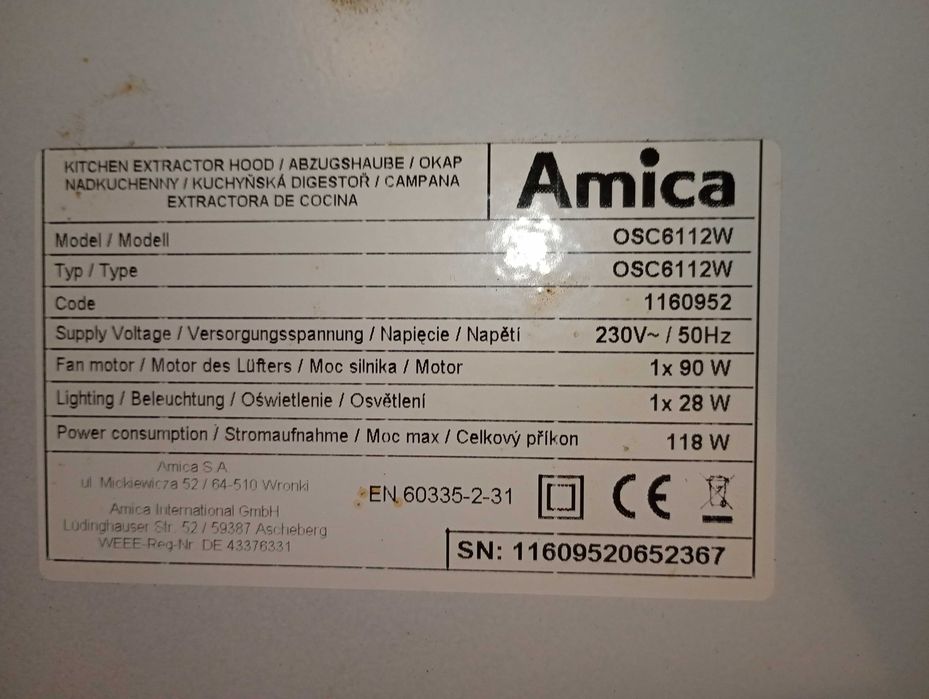 KITCHEN EXTRACTOR HOOD / ABZUGSHAUBE / OKAP
NADKUCHENNY / KUCHYŇSKÁ DIGESTOŘ / CAMPANA
EXTRACTORA DE COCINA
Amica
Model / Modell OSC6112W
Typ / Type OSC6112W
Code 1160952
Supply Voltage / Versorgungsspannung / Napięcie / Napětí 230V~ / 50Hz
Fan motor / Motor des Lüfters / Moc silnika / Motor 1x 90 W
Lighting / Beleuchtung / Oświetlenie / Osvětlení 1x 28 W
Power consumption / Stromaufnahme / Moc max / Celkový příkon 118 W
Amica S.A.
ul. Mickiewicza 52 / 64-510 Wronki
Amica International GmbH
Lüdinghauser Str. 52 / 59387 Ascheberg
WEEE-Reg-Nr. DE 43376331
EN 60335-2-31
CE
SN: 11609520652367